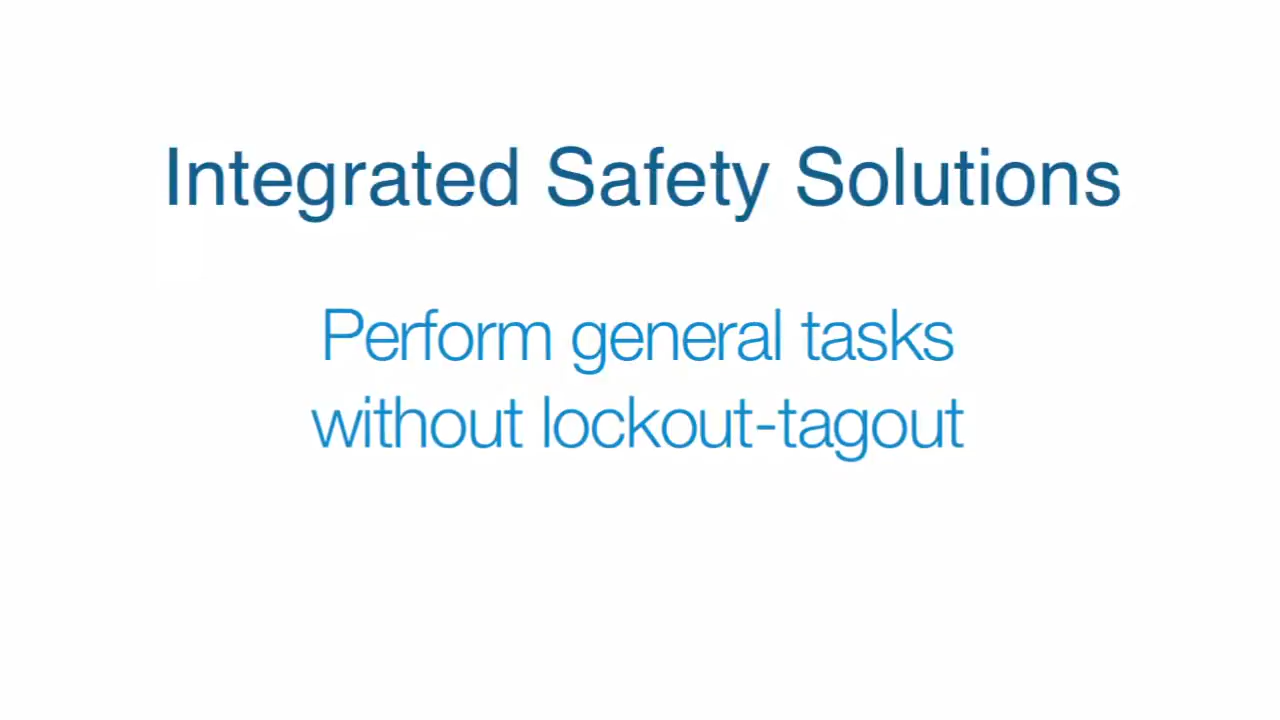 Integrated Safety Solutions
Perform general tasks
without lockout-tagout